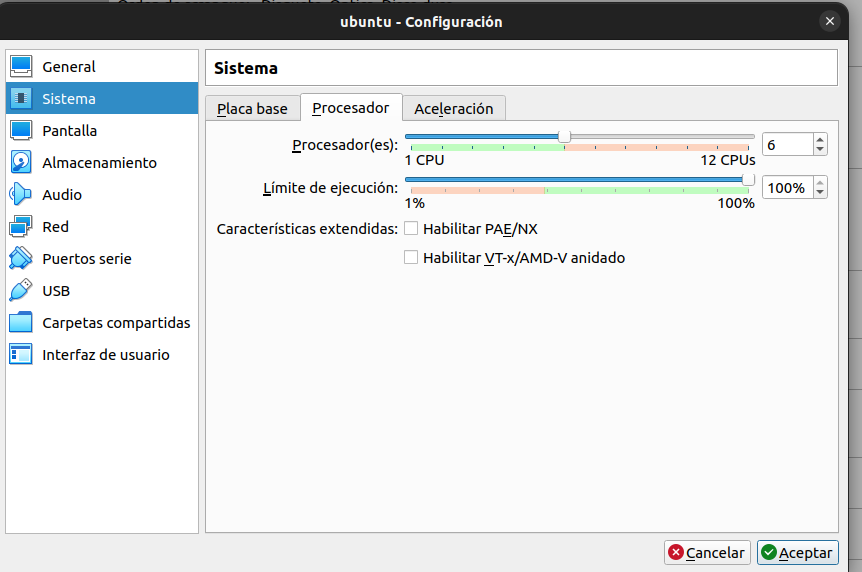 ubuntu - Configuración
General
Sistema
Pantalla
Almacenamiento
Audio
Red
Puertos serie
USB
Carpetas compartidas
Interfaz de usuario
Sistema
Placa base Procesador Aceleración
Procesador(es): 6
1 CPU 12 CPUs
Límite de ejecución: 100%
1% 100%
Características extendidas: Habilitar PAE/NX
Habilitar VT-x/AMD-V anidado
Cancelar Aceptar